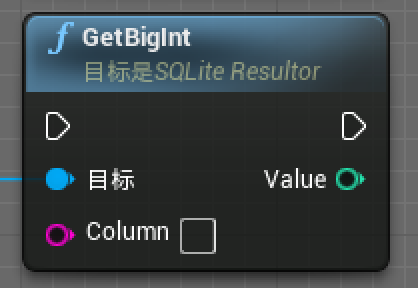 GetBigInt
目标是SQLite Resultor
目标
Value
Column